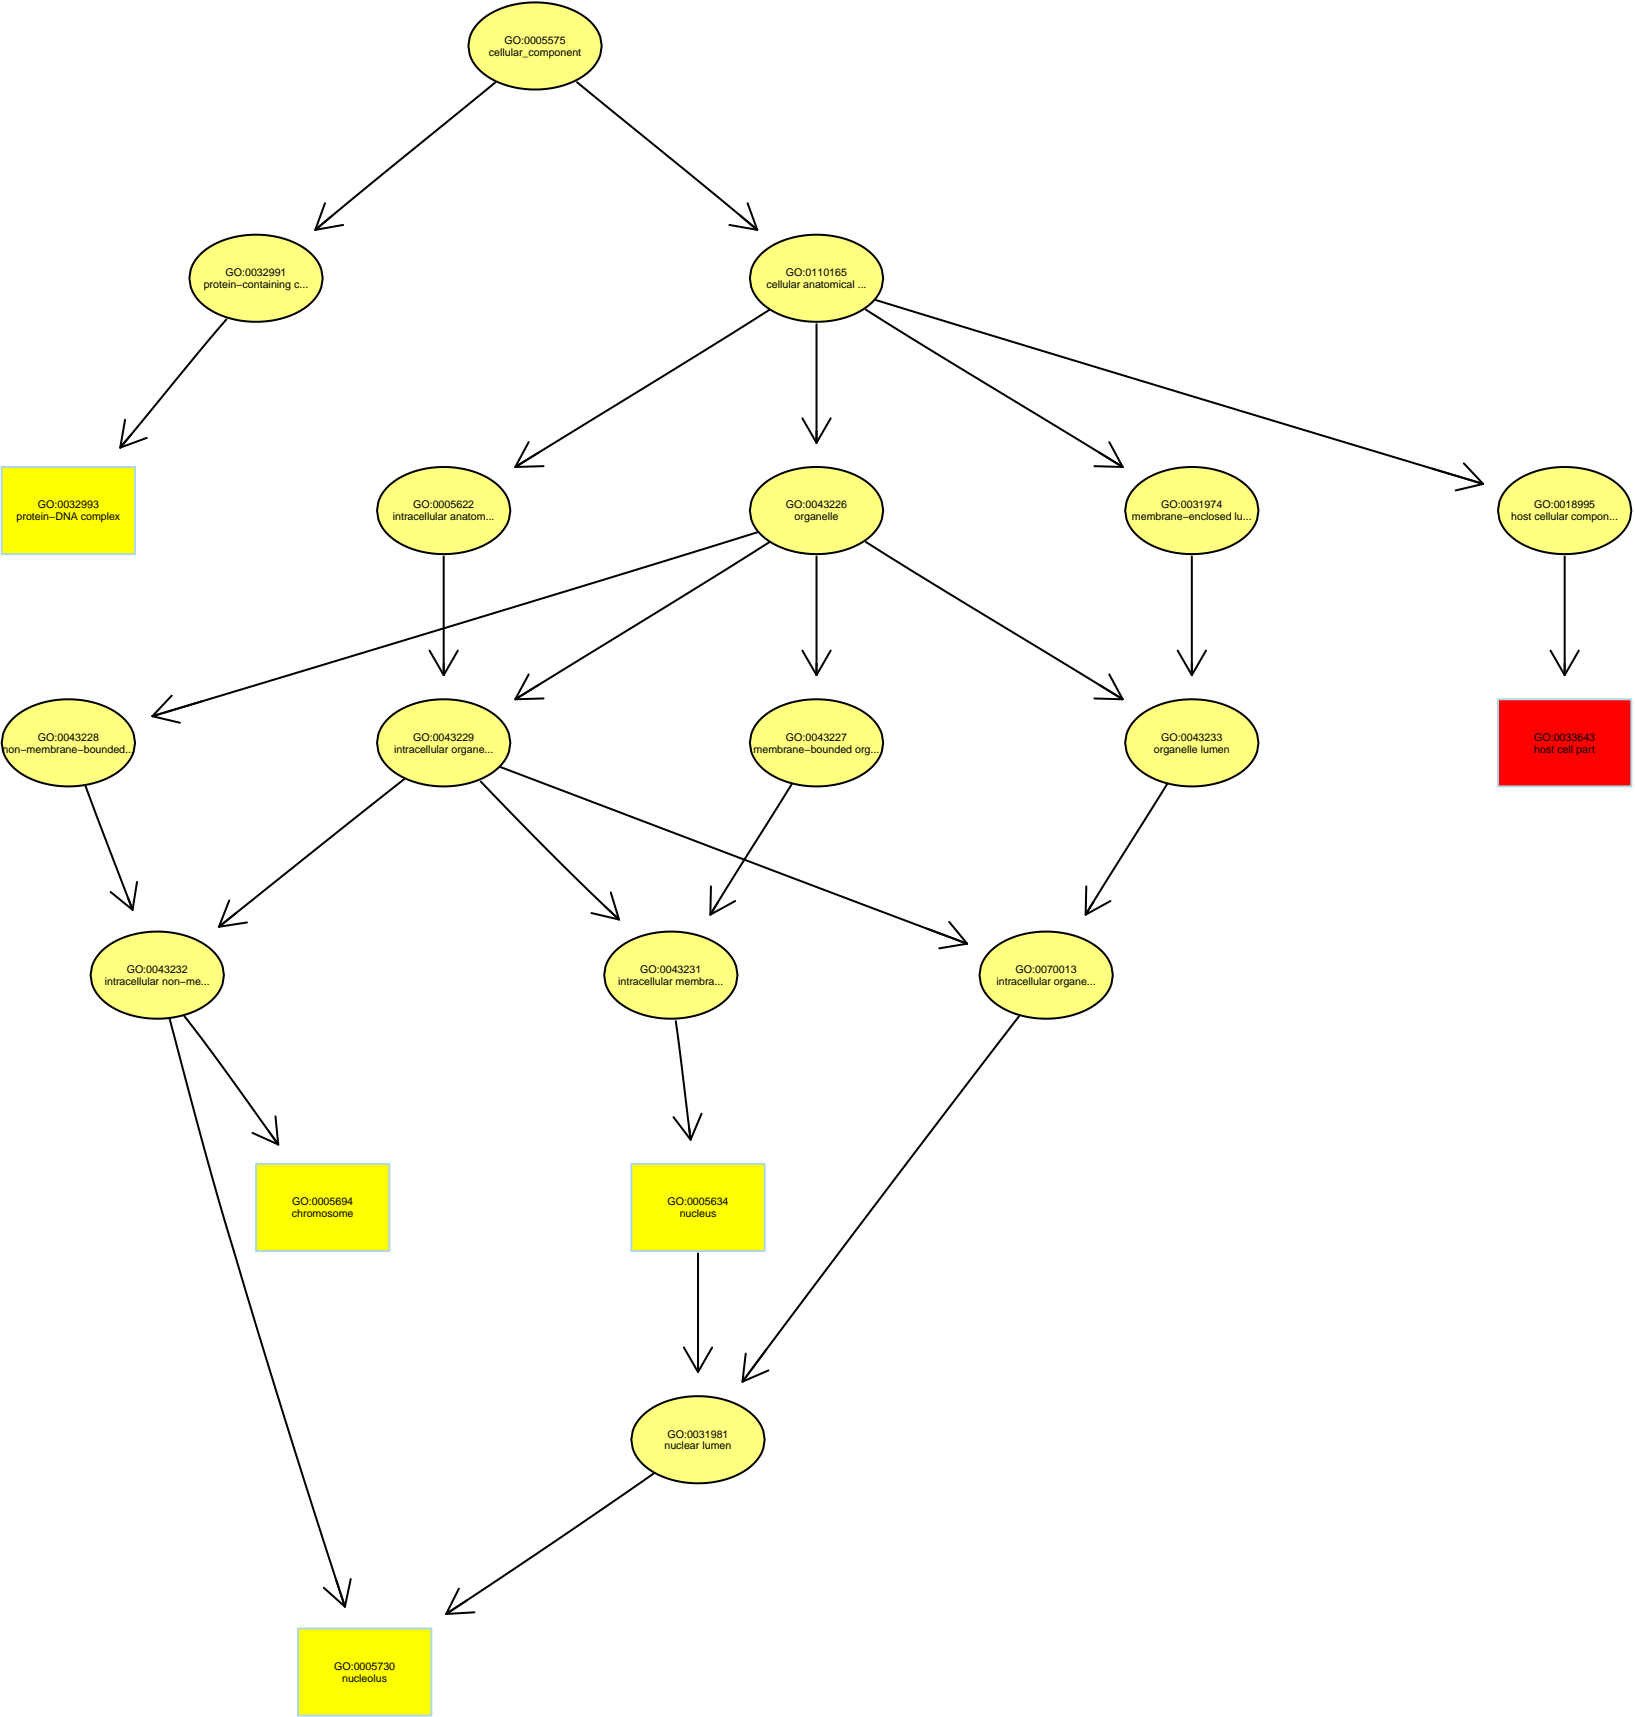 GO:0005575
cellular_component
GO:0032991
protein−containing c...
GO:0110165
cellular anatomical ...
GO:0032993
protein−DNA complex
GO:0005622
intracellular anatom...
GO:0043226
organelle
GO:0031974
membrane−enclosed lu...
GO:0018995
host cellular compon...
GO:0043228
non−membrane−bounded...
GO:0043229
intracellular organe...
GO:0043227
membrane−bounded org...
GO:0043233
organelle lumen
GO:0033643
host cell part
GO:0043232
intracellular non−me...
GO:0043231
intracellular membra...
GO:0070013
intracellular organe...
GO:0005694
chromosome
GO:0005634
nucleus
GO:0031981
nuclear lumen
GO:0005730
nucleolus